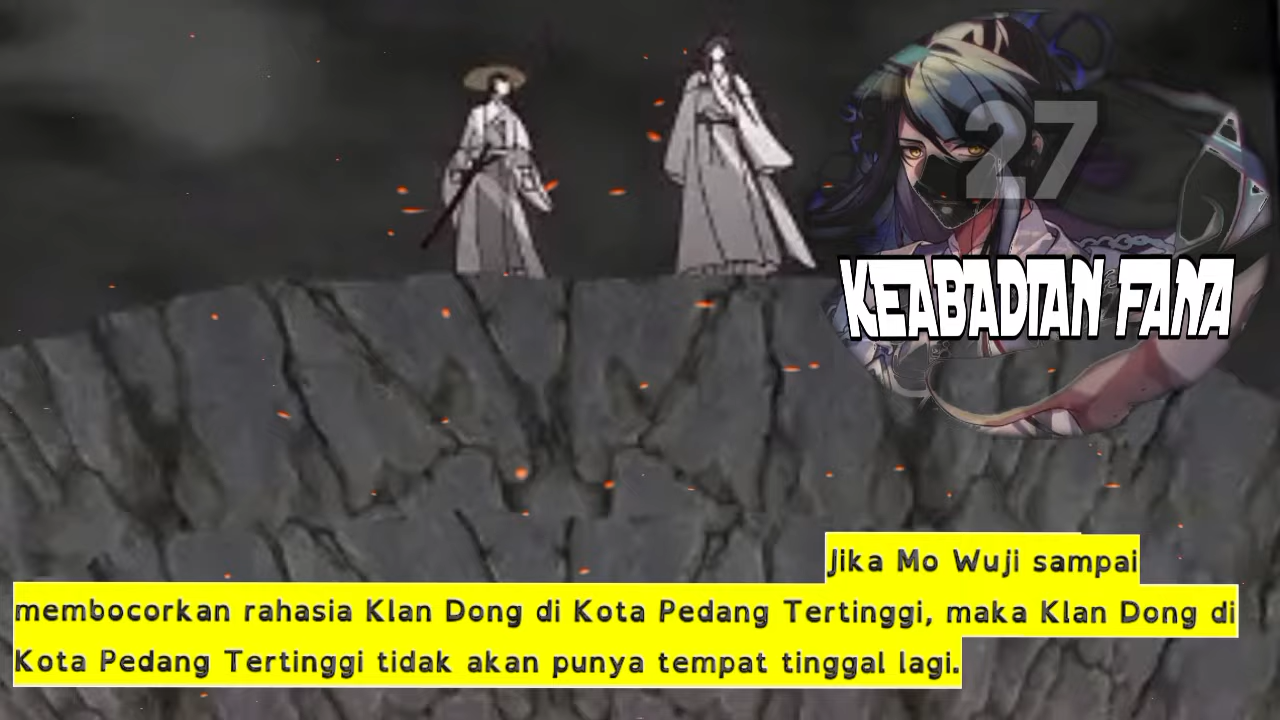 27
KEABADIAN FANA
Jika Mo Wuji sampai
membocorkan rahasia Klan Dong di Kota Pedang Tertinggi, maka Klan Dong di
Kota Pedang Tertinggi tidak akan punya tempat tinggal lagi.